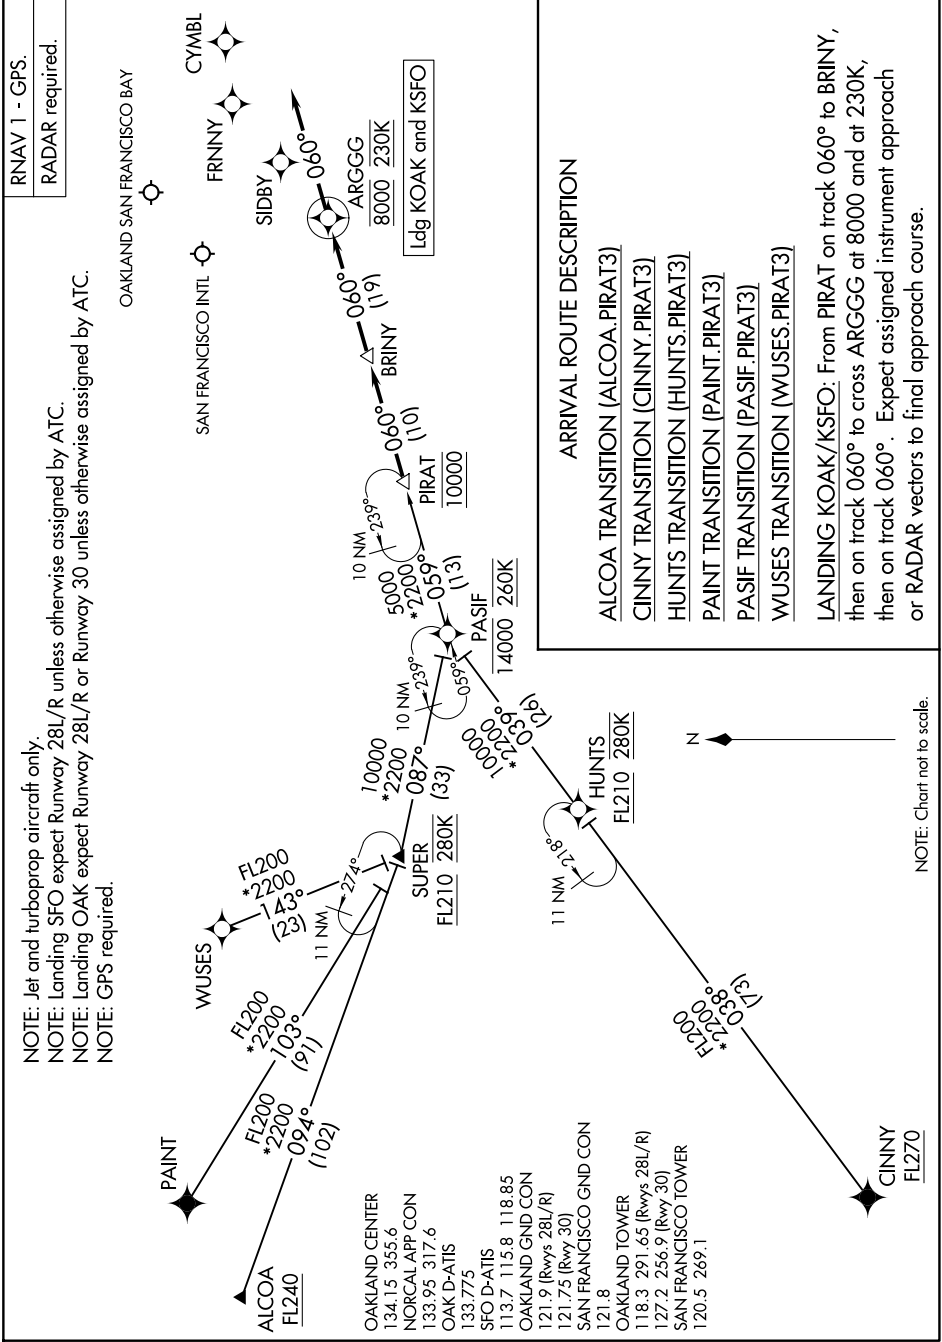 RNAV 1 - GPS.
RADAR required.
NOTE: Jet and turboprop aircraft only.
NOTE: Landing SFO expect Runway 28L/R unless otherwise assigned by ATC.
NOTE: Landing OAK expect Runway 28L/R or Runway 30 unless otherwise assigned by ATC.
NOTE: GPS required.
OAKLAND SAN FRANCISCO BAY
SAN FRANCISCO INTL
CYMBL
FRNNY
SIDBY
060°
ARGGG
8000 230K
Ldg KOAK and KSFO
060°
(19)
BRINY
060°
(10)
PIRAT
10000
10 NM
239°
5000
*2200
059°
(13)
PASIF
14000 260K
10 NM
239°
059°
10000
*2200
087°
(33)
SUPER
FL210 280K
11 NM
274°
WUSES
FL200
*2200
143°
(23)
PAINT
FL200
*2200
103°
(91)
ALCOA
FL240
FL200
*2200
094°
(102)
10000
*2200
039°
(26)
HUNTS
FL210 280K
11 NM
218°
FL200
*2200
038°
(73)
CINNY
FL270
N
NOTE: Chart not to scale.
OAKLAND CENTER
134.15 355.6
NORCAL APP CON
133.95 317.6
OAK D-ATIS
133.775
SFO D-ATIS
113.7 115.8 118.85
OAKLAND GND CON
121.9 (Rwys 28L/R)
121.75 (Rwy 30)
SAN FRANCISCO GND CON
121.8
OAKLAND TOWER
118.3 291.65 (Rwys 28L/R)
127.2 256.9 (Rwy 30)
SAN FRANCISCO TOWER
120.5 269.1
ARRIVAL ROUTE DESCRIPTION
ALCOA TRANSITION (ALCOA.PIRAT3)
CINNY TRANSITION (CINNY.PIRAT3)
HUNTS TRANSITION (HUNTS.PIRAT3)
PAINT TRANSITION (PAINT.PIRAT3)
PASIF TRANSITION (PASIF.PIRAT3)
WUSES TRANSITION (WUSES.PIRAT3)
LANDING KOAK/KSFO: From PIRAT on track 060° to BRINY,
then on track 060° to cross ARGGG at 8000 and at 230K,
then on track 060°. Expect assigned instrument approach
or RADAR vectors to final approach course.